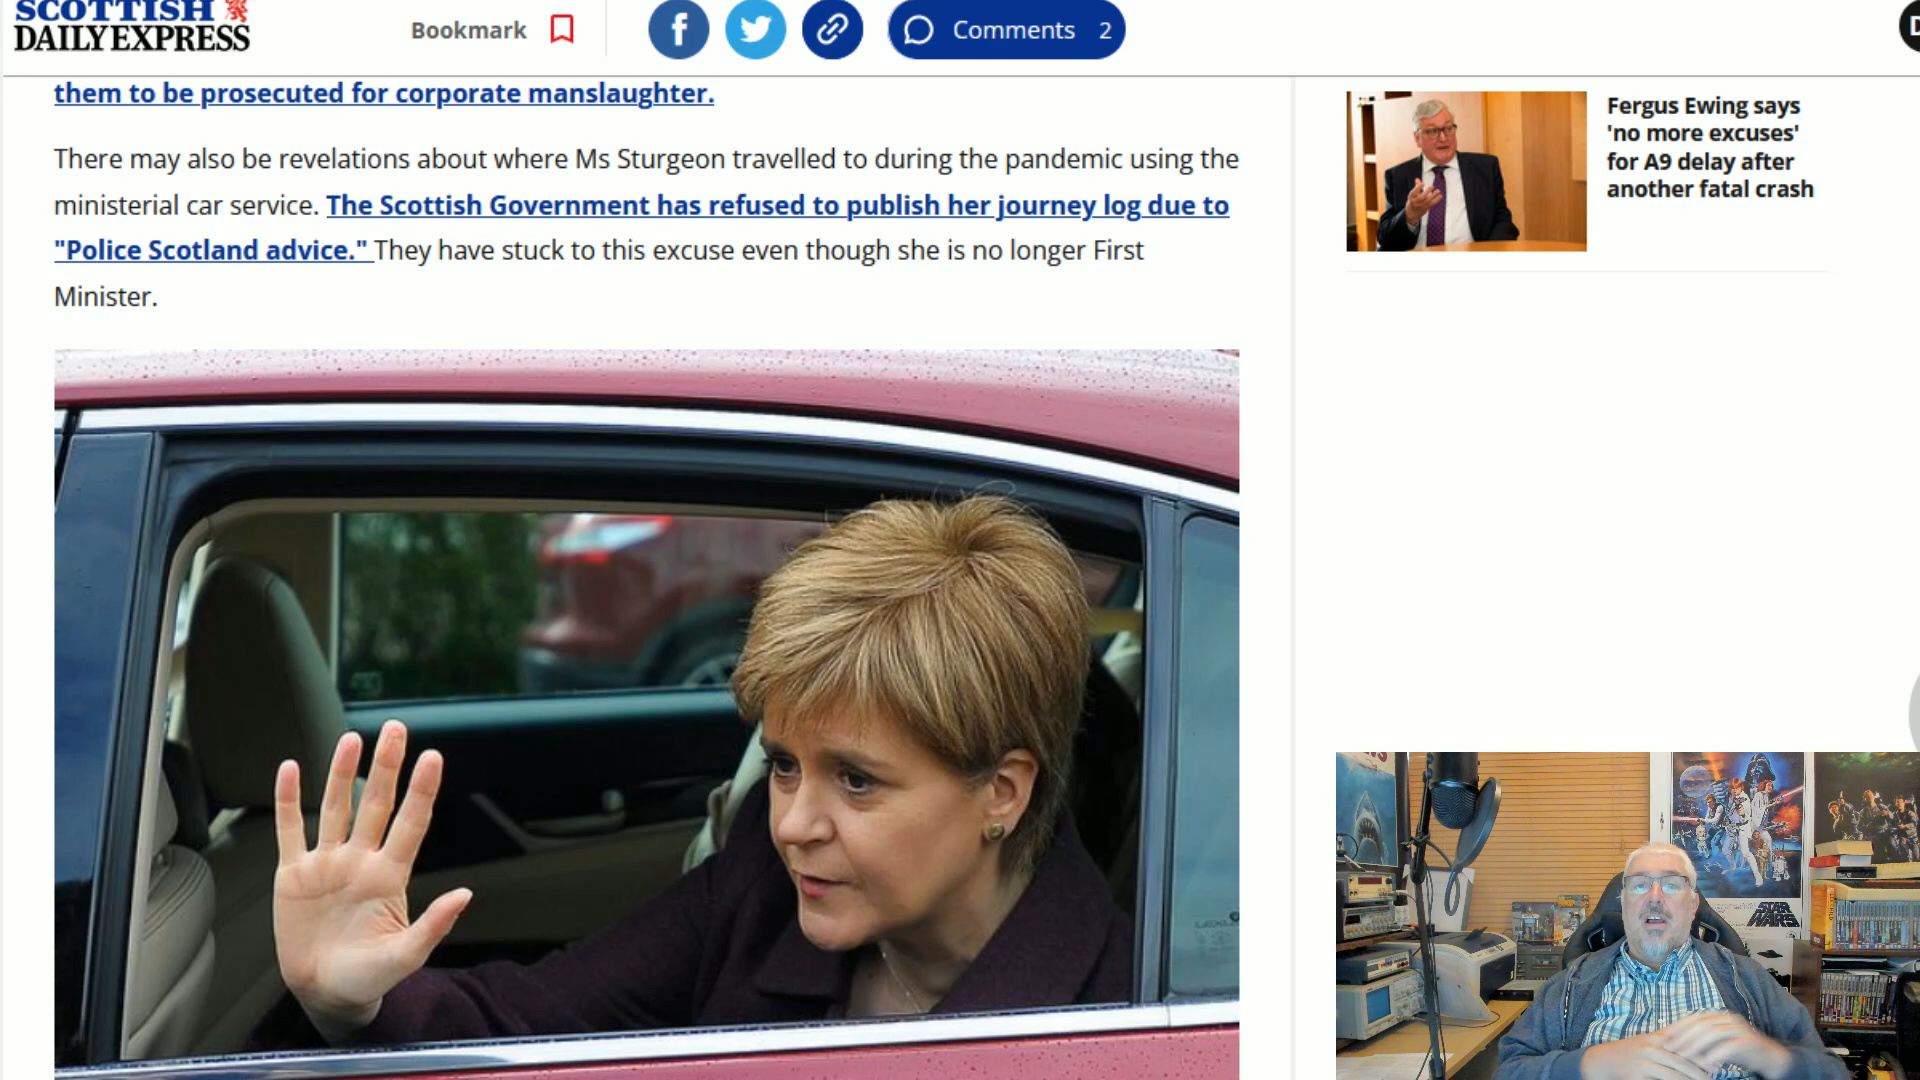 SCOTTISH
DAILY EXPRESS
Bookmark
Comments 2
them to be prosecuted for corporate manslaughter.
There may also be revelations about where Ms Sturgeon travelled to during the pandemic using the
ministerial car service. The Scottish Government has refused to publish her journey log due to
"Police Scotland advice." They have stuck to this excuse even though she is no longer First
Minister.
Fergus Ewing says
'no more excuses'
for A9 delay after
another fatal crash
STAR
WARS